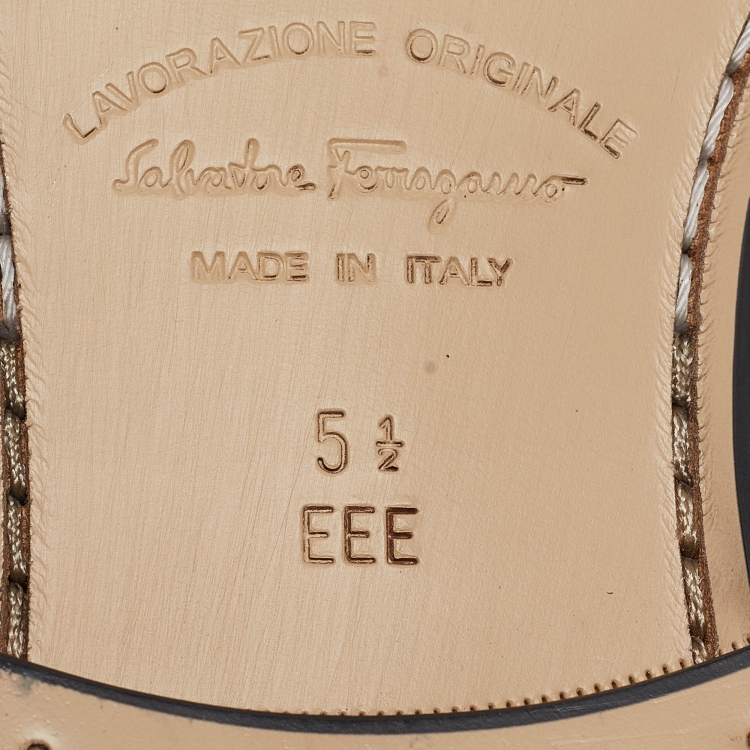 LAVORAZIONE ORIGINALE
Salvatore Ferragamo
MADE IN ITALY
5 ½
EEE